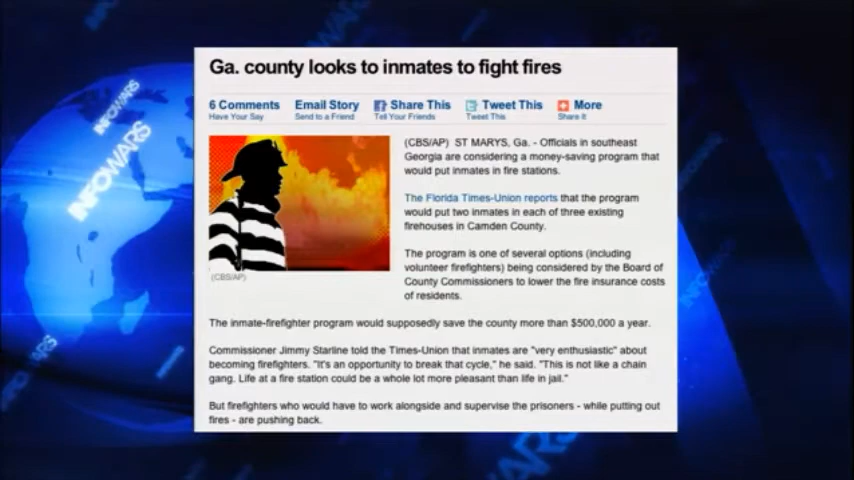 Ga. county looks to inmates to fight fires
6 Comments Email Story Share This Tweet This More
Have Your Say Send to a Friend Tell Your Friends Tweet This Share It
(CBS/AP) ST MARYS, Ga. - Officials in southeast
Georgia are considering a money-saving program that
would put inmates in fire stations.
The Florida Times-Union reports that the program
would put two inmates in each of three existing
firehouses in Camden County.
The program is one of several options (including
volunteer firefighters) being considered by the Board of
County Commissioners to lower the fire insurance costs
of residents.
(CBS/AP)
The inmate-firefighter program would supposedly save the county more than $500,000 a year.
Commissioner Jimmy Starline told the Times-Union that inmates are "very enthusiastic" about
becoming firefighters. "It's an opportunity to break that cycle," he said. "This is not like a chain
gang. Life at a fire station could be a whole lot more pleasant than life in jail."
But firefighters who would have to work alongside and supervise the prisoners - while putting out
fires - are pushing back.
INFOWARS
INFOWARS